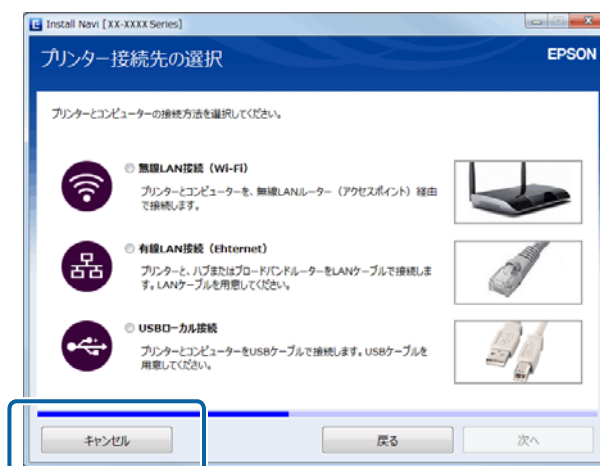 Install Navi [XX-XXXX Series]
プリンター接続先の選択
EPSON
プリンターとコンピューターの接続方法を選択してください。
無線LAN接続（Wi-Fi）
プリンターとコンピューターを、無線LANルーター（アクセスポイント）経由
で接続します。
有線LAN接続（Ehternet）
プリンターと、ハブまたはブロードバンドルーターをLANケーブルで接続しま
す。LANケーブルを用意してください。
USBローカル接続
プリンターとコンピューターをUSBケーブルで接続します。USBケーブルを
用意してください。
キャンセル
戻る
次へ